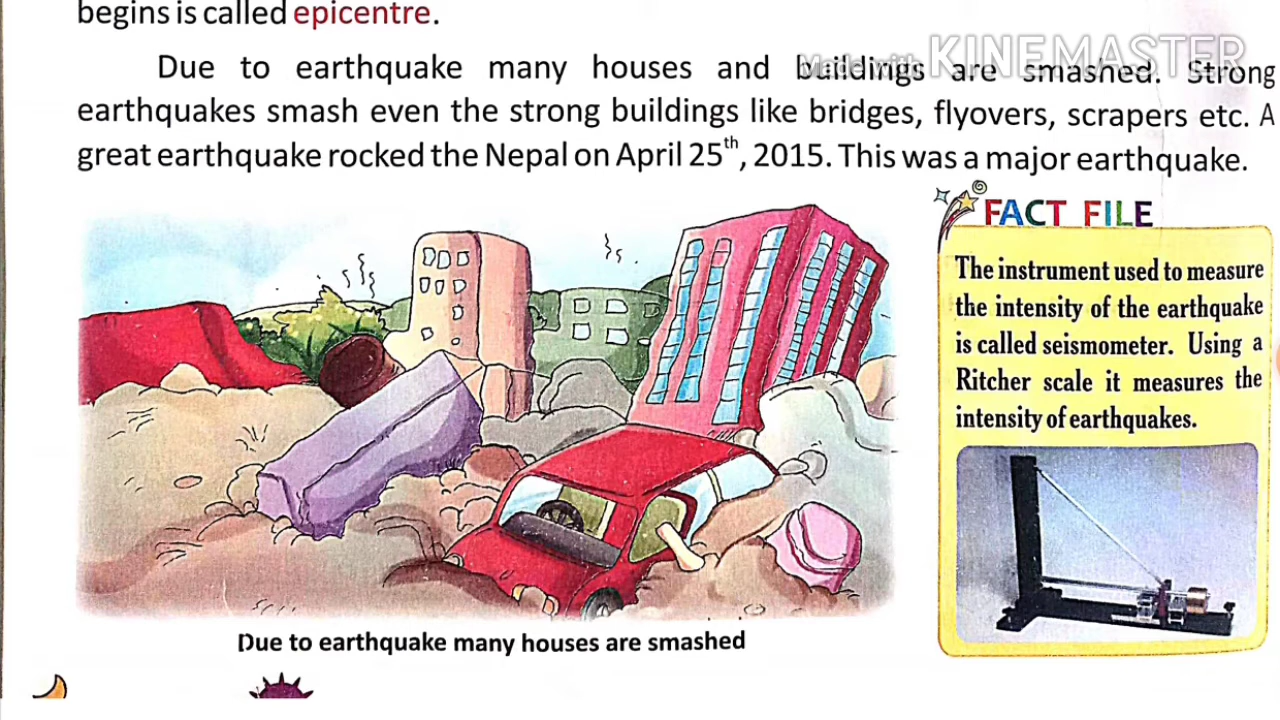 begins is called epicentre.
Due to earthquake many houses and buildings are smashed. Strong
earthquakes smash even the strong buildings like bridges, flyovers, scrapers etc. A
great earthquake rocked the Nepal on April 25th, 2015. This was a major earthquake.
Made with KINEMASTER
FACT FILE
The instrument used to measure
the intensity of the earthquake
is called seismometer. Using a
Ritcher scale it measures the
intensity of earthquakes.
Due to earthquake many houses are smashed